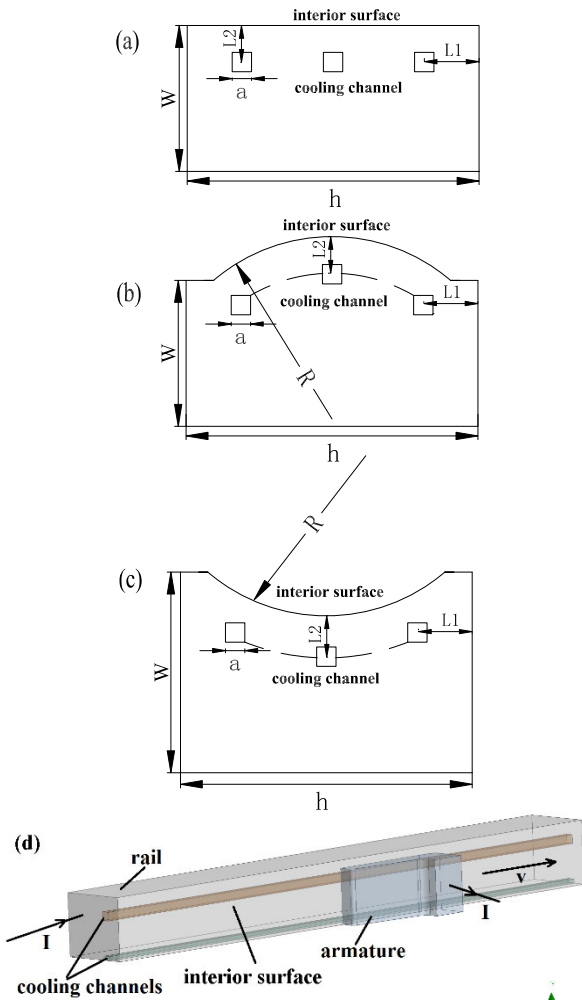 (a)
interior surface
L2
L1
cooling channel
a
W
h
interior surface
L2
(b)
cooling channel
L1
a
W
R
h
R
(c)
interior surface
L2
L1
a
cooling channel
W
h
(d)
rail
v
I
I
armature
cooling channels
interior surface